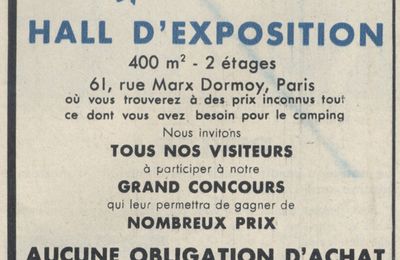 HALL D'EXPOSITION
400 m² - 2 étages
61, rue Marx Dormoy, Paris
où vous trouverez à des prix inconnus tout
ce dont vous avez besoin pour le camping
Nous invitons
TOUS NOS VISITEURS
à participer à notre
GRAND CONCOURS
qui leur permettra de gagner de
NOMBREUX PRIX
AUCUNE OBLIGATION D'ACHAT